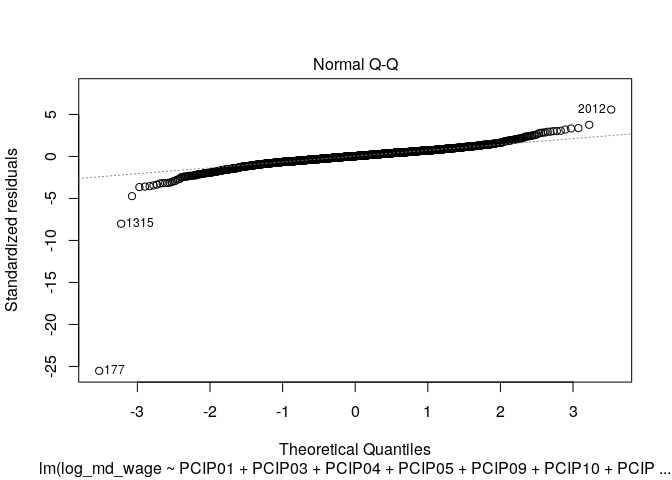 Normal Q-Q
2012
1315
177
5
0
-5
-10
-15
-20
-25
Standardized residuals
-3 -2 -1 0 1 2 3
Theoretical Quantiles
lm(log_md_wage ~ PCIP01 + PCIP03 + PCIP04 + PCIP05 + PCIP09 + PCIP10 + PCIP ...